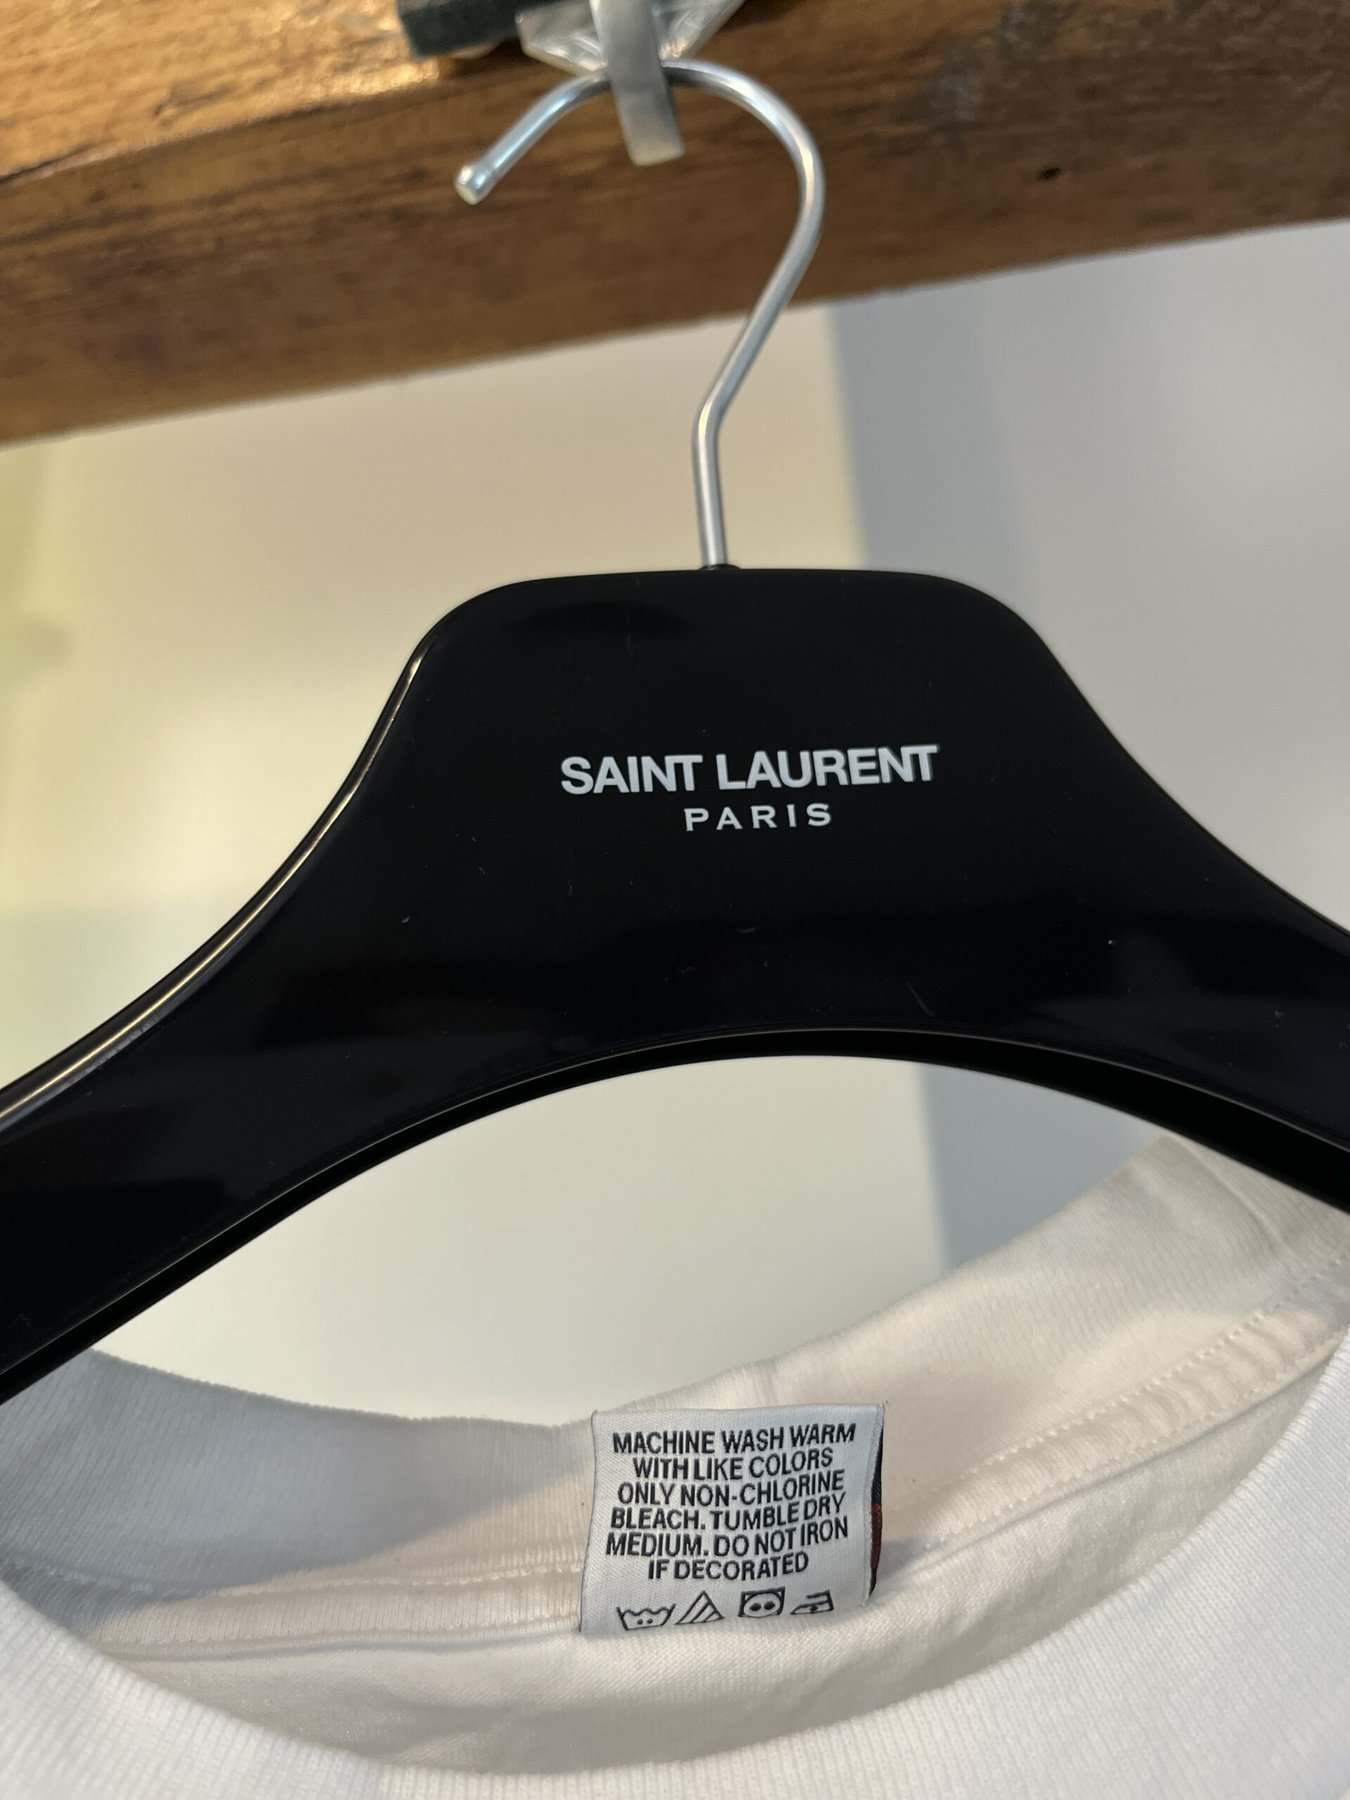 SAINT LAURENT
PARIS
MACHINE WASH WARM
WITH LIKE COLORS
ONLY NON-CHLORINE
BLEACH. TUMBLE DRY
MEDIUM. DO NOT IRON
IF DECORATED